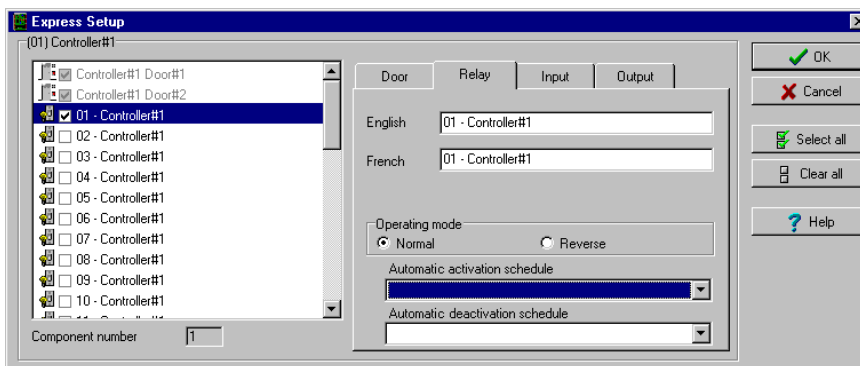 Express Setup
(01) Controller#1
Controller#1 Door#1
Controller#1 Door#2
01 - Controller#1
02 - Controller#1
03 - Controller#1
04 - Controller#1
05 - Controller#1
06 - Controller#1
07 - Controller#1
08 - Controller#1
09 - Controller#1
10 - Controller#1
Component number 1
Door Relay Input Output
English 01 - Controller#1
French 01 - Controller#1
Operating mode
Normal Reverse
Automatic activation schedule
Automatic deactivation schedule
OK
Cancel
Select all
Clear all
Help